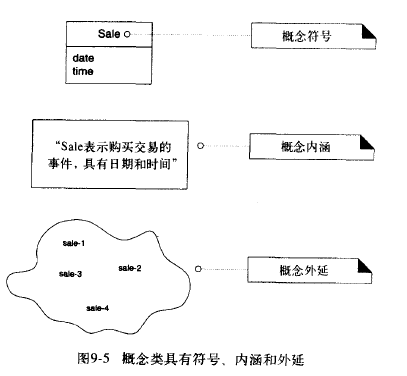 Sale
概念符号
date
time
“Sale表示购买交易的
事件，具有日期和时间”
概念内涵
sale-1
sale-3
sale-2
概念外延
sale-4
图9-5 概念类具有符号、内涵和外延